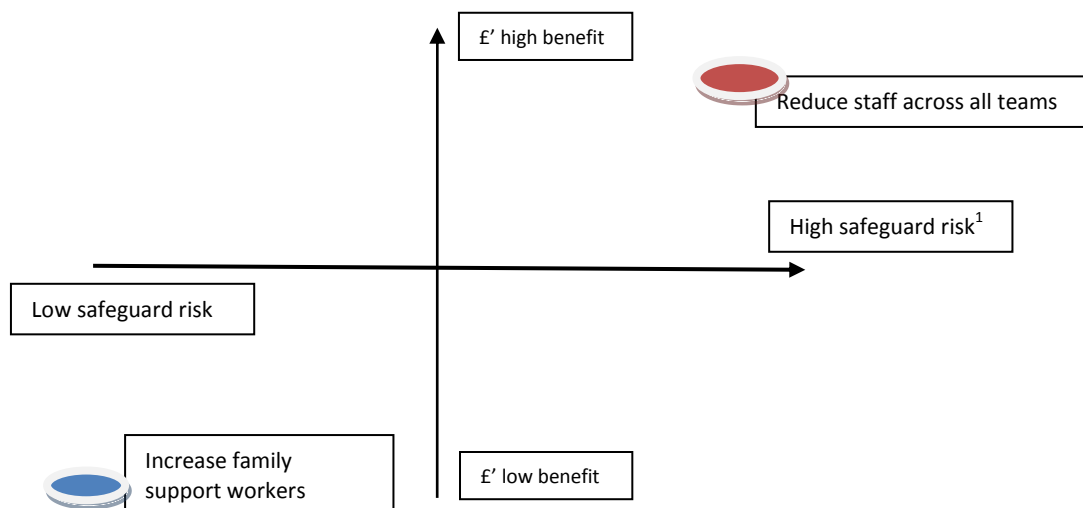 £' high benefit
Reduce staff across all teams
High safeguard risk1
Low safeguard risk
Increase family
support workers
£' low benefit